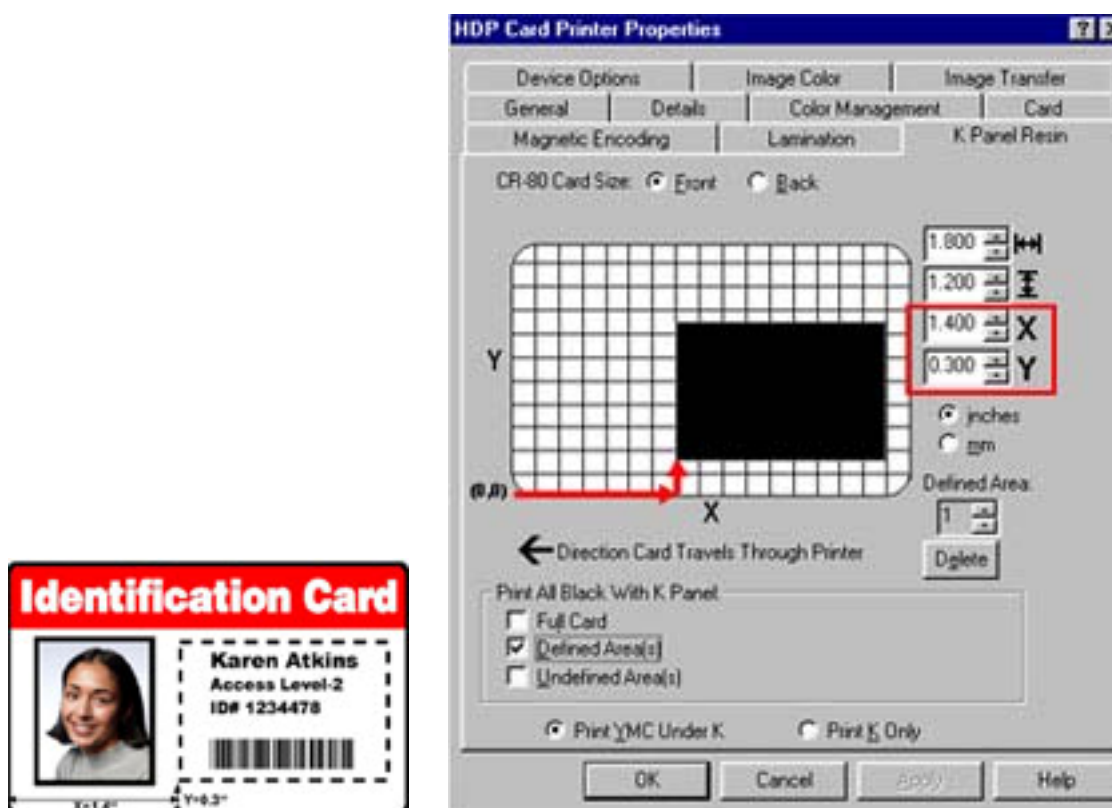 HDP Card Printer Properties
Device Options Image Color Image Transfer
General Details Color Management Card
Magnetic Encoding Lamination K Panel Resin
CR-80 Card Size: Front Back
1.800
1.200
1.400 X
0.300 Y
Y
inches
mm
(0,0)
X
Defined Area:
1
Direction Card Travels Through Printer
Delete
Print All Black With K Panel
Full Card
Defined Area(s)
Undefined Area(s)
Print YMC Under K Print K Only
OK Cancel Apply Help
Identification Card
Karen Atkins
Access Level-2
ID# 1234478
X=1.4" Y=0.3"